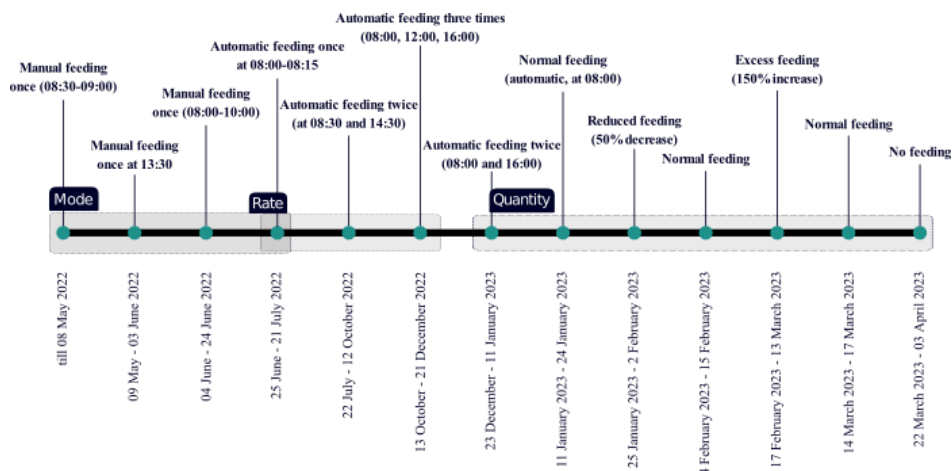 Automatic feeding three times
(08:00, 12:00, 16:00)
Automatic feeding once
at 08:00-08:15
Normal feeding
(automatic, at 08:00)
Excess feeding
(150% increase)
Manual feeding
once (08:30-09:00)
Manual feeding
once (08:00-10:00)
Automatic feeding twice
(at 08:30 and 14:30)
Reduced feeding
(50% decrease)
Normal feeding
Manual feeding
once at 13:30
Automatic feeding twice
(08:00 and 16:00)
Normal feeding
No feeding
Mode
Rate
Quantity
till 08 May 2022
09 May - 03 June 2022
04 June - 24 June 2022
25 June - 21 July 2022
22 July - 12 October 2022
13 October - 21 December 2022
23 December - 11 January 2023
11 January 2023 - 24 January 2023
25 January 2023 - 2 February 2023
4 February 2023 - 15 February 2023
17 February 2023 - 13 March 2023
14 March 2023 - 17 March 2023
22 March 2023 - 03 April 2023